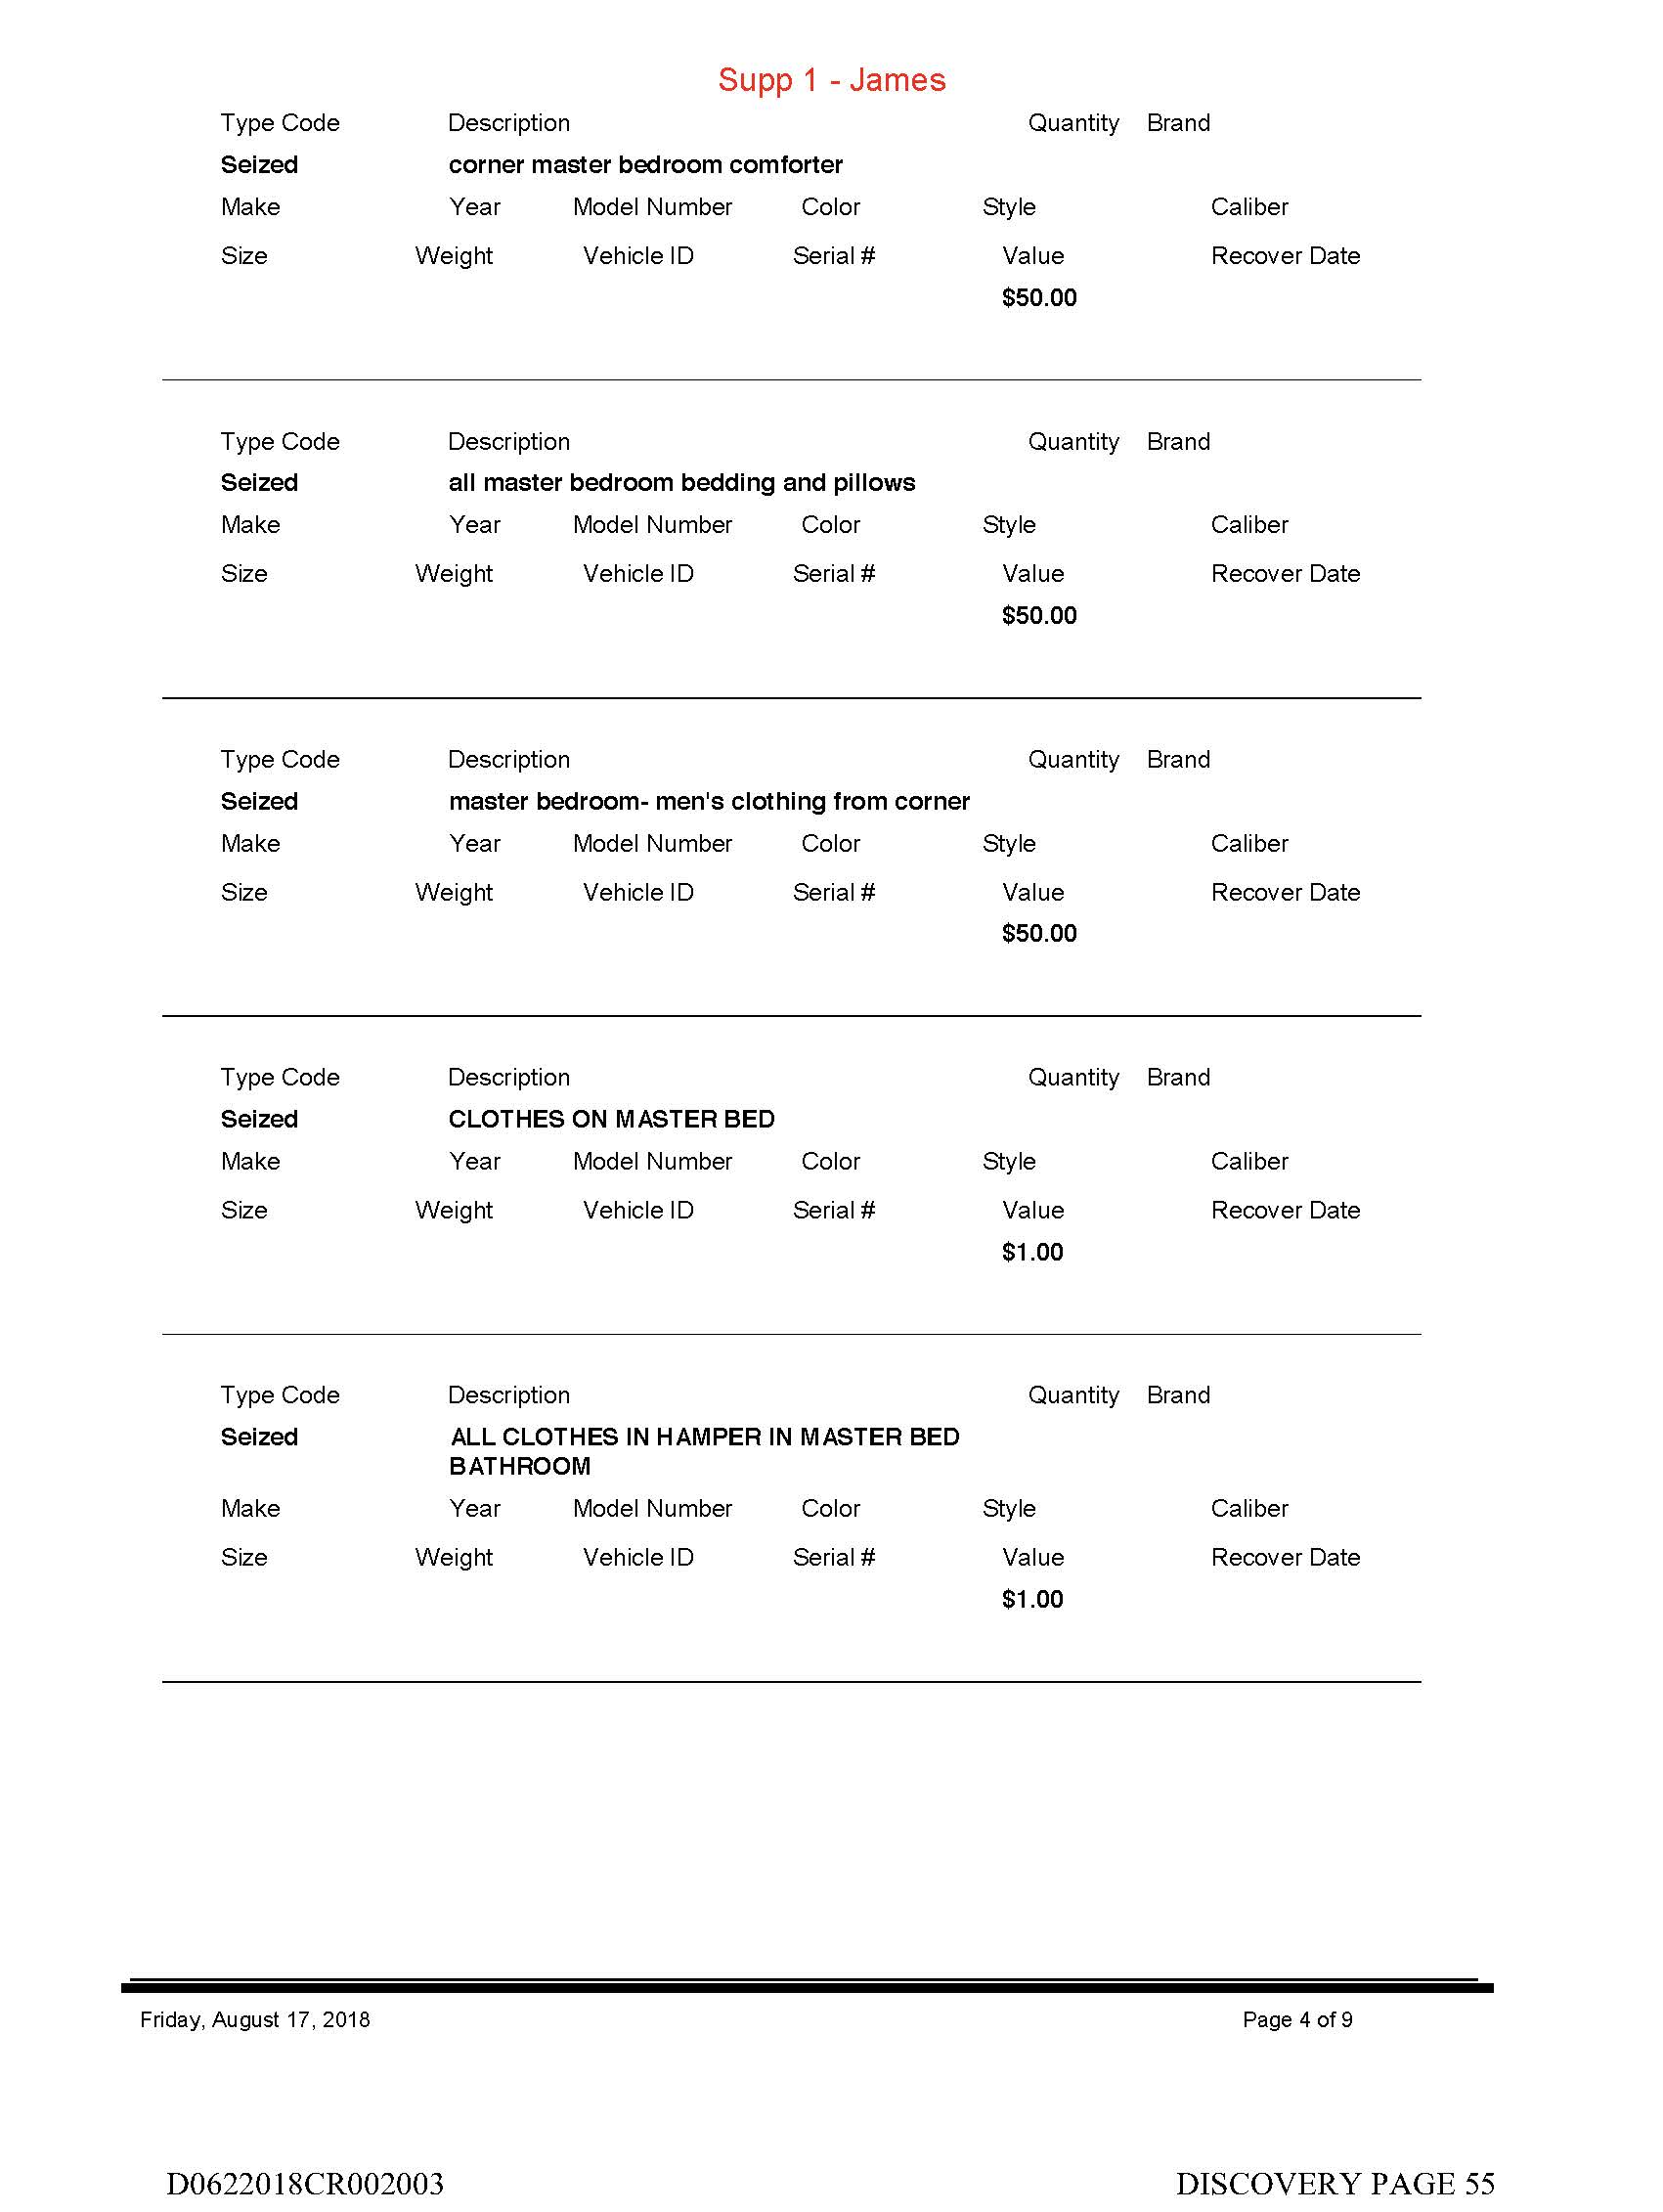 Supp 1 - James
Type Code Description Quantity Brand
Seized corner master bedroom comforter
Make Year Model Number Color Style Caliber
Size Weight Vehicle ID Serial # Value Recover Date
$50.00
Type Code Description Quantity Brand
Seized all master bedroom bedding and pillows
Make Year Model Number Color Style Caliber
Size Weight Vehicle ID Serial # Value Recover Date
$50.00
Type Code Description Quantity Brand
Seized master bedroom- men's clothing from corner
Make Year Model Number Color Style Caliber
Size Weight Vehicle ID Serial # Value Recover Date
$50.00
Type Code Description Quantity Brand
Seized CLOTHES ON MASTER BED
Make Year Model Number Color Style Caliber
Size Weight Vehicle ID Serial # Value Recover Date
$1.00
Type Code Description Quantity Brand
Seized ALL CLOTHES IN HAMPER IN MASTER BED
BATHROOM
Make Year Model Number Color Style Caliber
Size Weight Vehicle ID Serial # Value Recover Date
$1.00
Friday, August 17, 2018 Page 4 of 9
D0622018CR002003 DISCOVERY PAGE 55